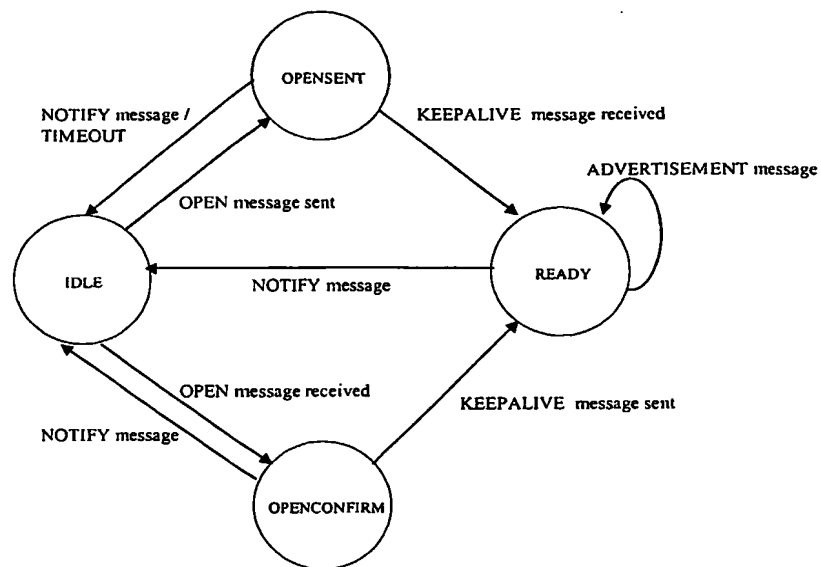 OPENSENT
NOTIFY message /
TIMEOUT
KEEPALIVE message received
ADVERTISEMENT message
OPEN message sent
IDLE
READY
NOTIFY message
OPEN message received
KEEPALIVE message sent
NOTIFY message
OPENCONFIRM